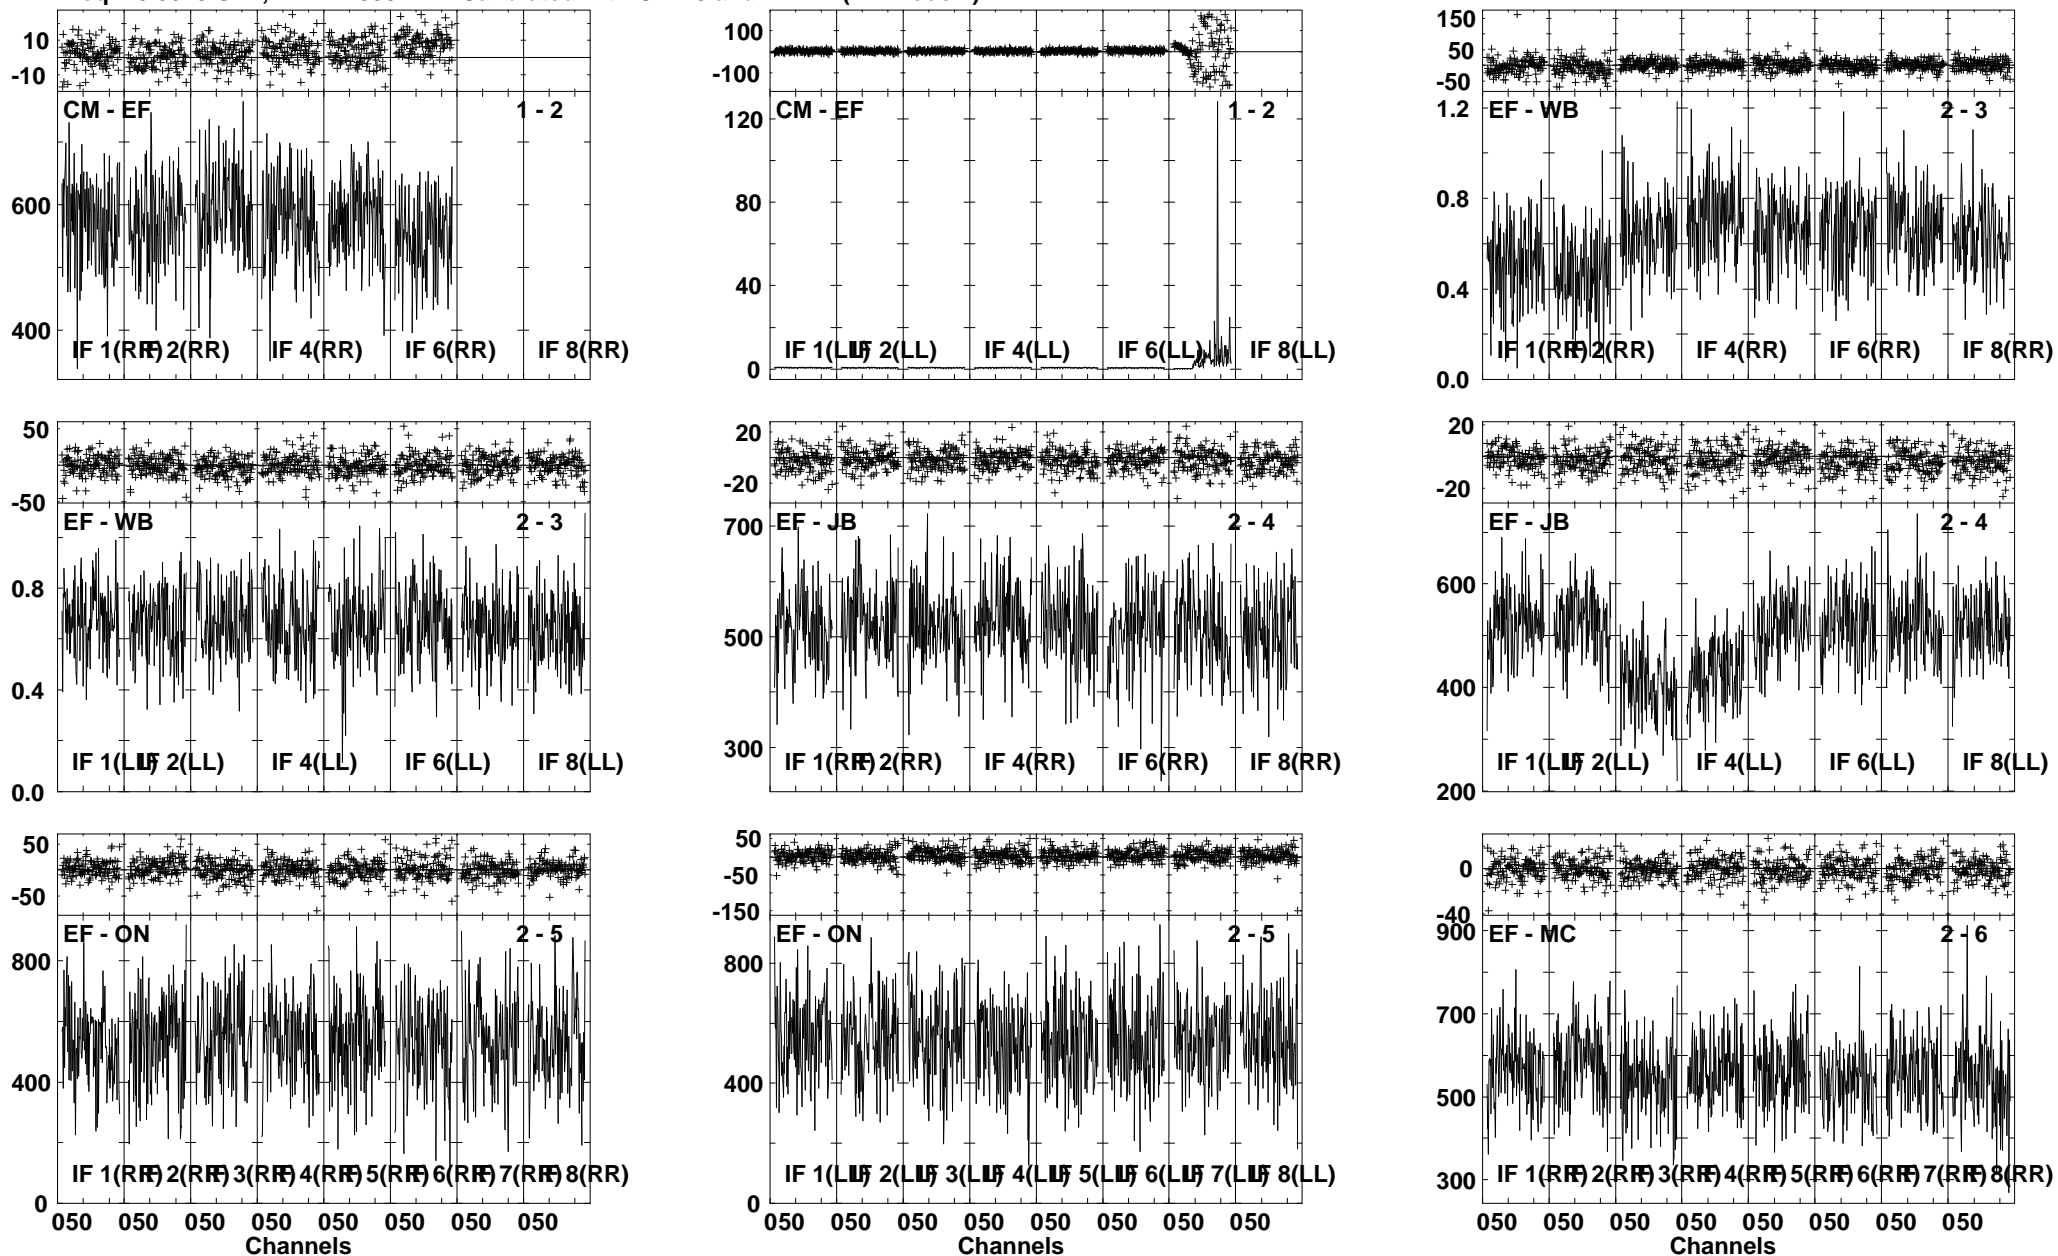 10
-10
CM - EF 1 - 2
600
400
IF 1(RR) IF 2(RR) IF 4(RR) IF 6(RR) IF 8(RR)
100
-100
CM - EF 1 - 2
120
80
40
0
IF 1(LL) IF 2(LL) IF 4(LL) IF 6(LL) IF 8(LL)
150
50
-50
EF - WB 2 - 3
1.2
0.8
0.4
0.0
IF 1(RR) IF 2(RR) IF 4(RR) IF 6(RR) IF 8(RR)
50
-50
EF - WB 2 - 3
0.8
0.4
0.0
IF 1(LL) IF 2(LL) IF 4(LL) IF 6(LL) IF 8(LL)
20
-20
EF - JB 2 - 4
700
500
300
IF 1(RR) IF 2(RR) IF 4(RR) IF 6(RR) IF 8(RR)
20
-20
EF - JB 2 - 4
600
400
200
IF 1(LL) IF 2(LL) IF 4(LL) IF 6(LL) IF 8(LL)
50
-50
EF - ON 2 - 5
800
400
0
IF 1(RR) IF 2(RR) IF 3(RR) IF 4(RR) IF 5(RR) IF 6(RR) IF 7(RR) IF 8(RR)
050 050 050 050 050 050 050 050
Channels
50
-50
-150
EF - ON 2 - 5
800
400
0
IF 1(LL) IF 2(LL) IF 3(LL) IF 4(LL) IF 5(LL) IF 6(LL) IF 7(LL) IF 8(LL)
050 050 050 050 050 050 050 050
Channels
0
-40
EF - MC 2 - 6
900
700
500
300
IF 1(RR) IF 2(RR) IF 3(RR) IF 4(RR) IF 5(RR) IF 6(RR) IF 7(RR) IF 8(RR)
050 050 050 050 050 050 050 050
Channels